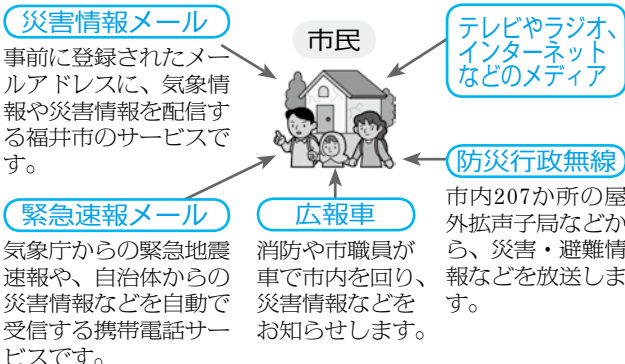 災害情報メール
事前に登録されたメー
ルアドレスに、気象情
報や災害情報を配信す
る福井市のサービスで
す。
市民
テレビやラジオ、
インターネット
などのメディア
緊急速報メール
気象庁からの緊急地震
速報や、自治体からの
災害情報などを自動で
受信する携帯電話サー
ビスです。
広報車
消防や市職員が
車で市内を回り、
災害情報などを
お知らせします。
防災行政無線
市内207か所の屋
外拡声子局などか
ら、災害・避難情
報などを放送しま
す。